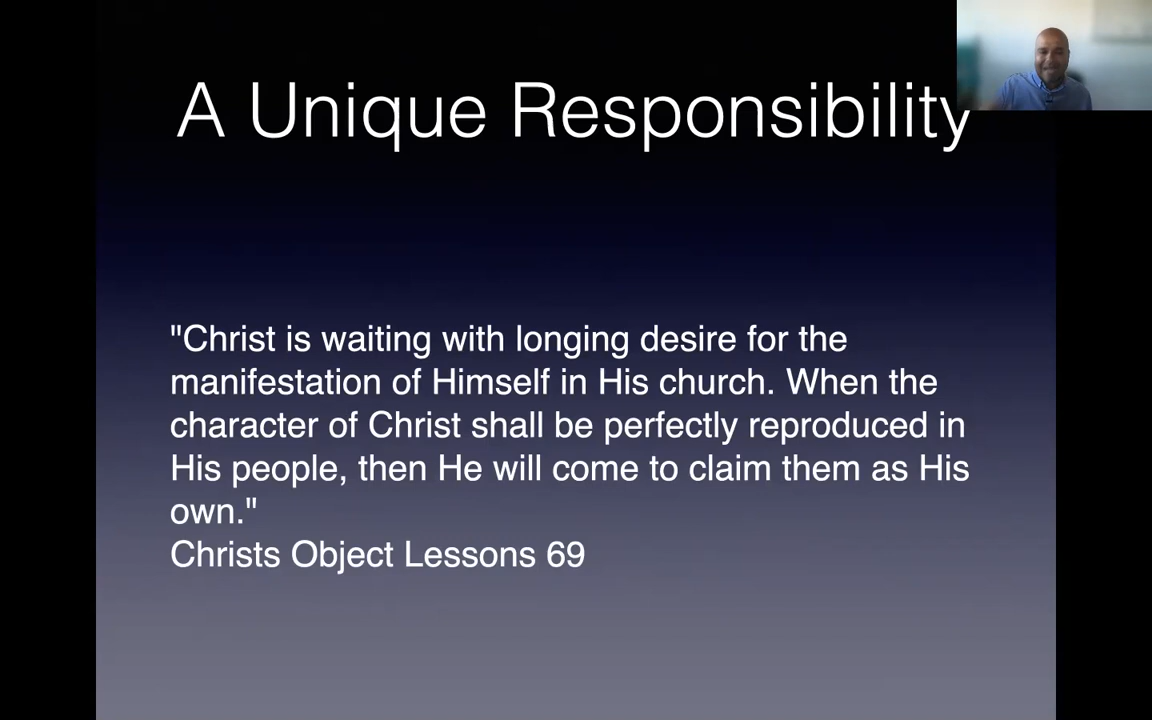 A Unique Responsibility
"Christ is waiting with longing desire for the
manifestation of Himself in His church. When the
character of Christ shall be perfectly reproduced in
His people, then He will come to claim them as His
own."
Christs Object Lessons 69